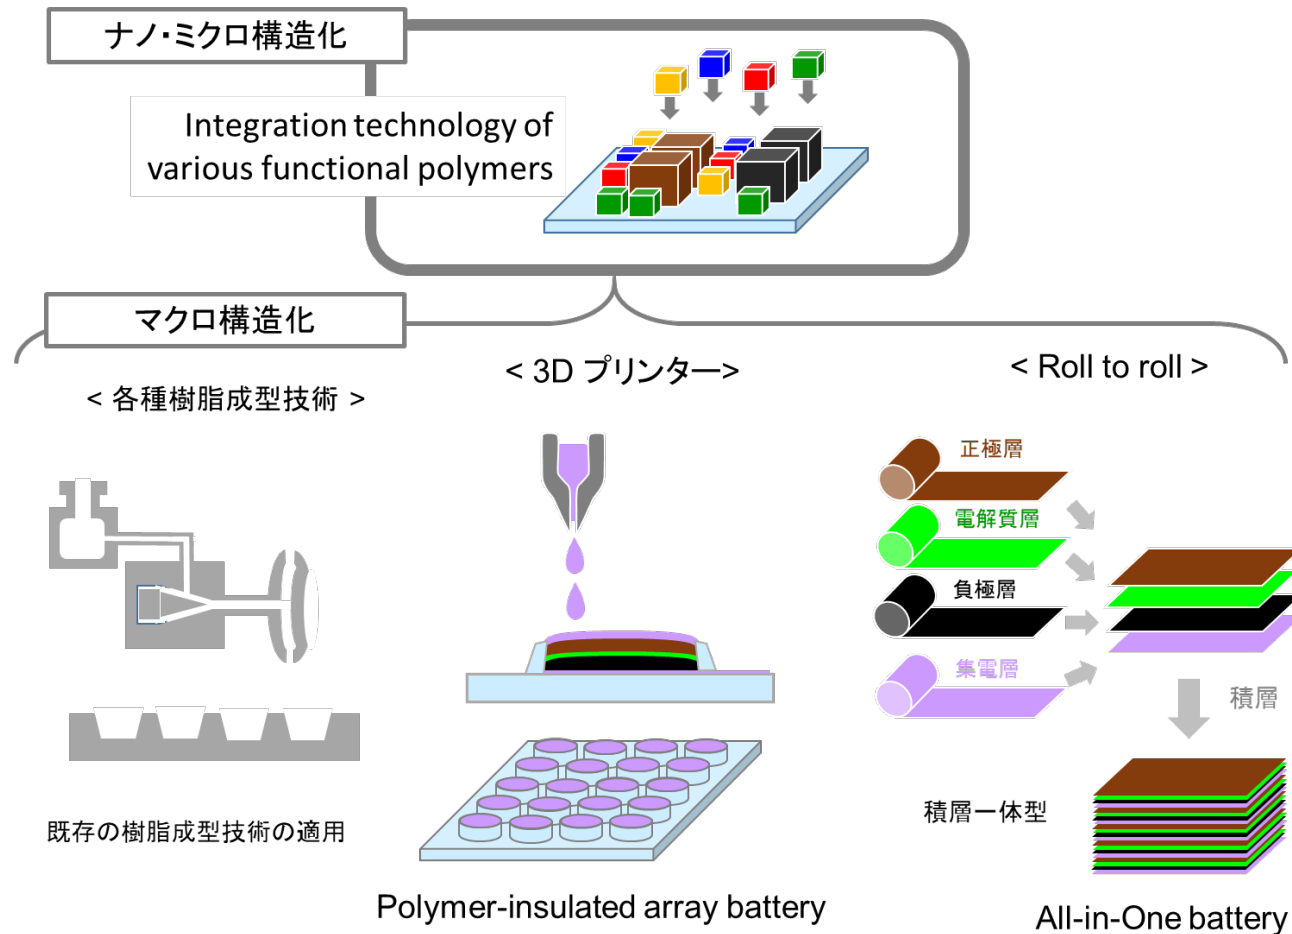 ナノ・ミクロ構造化
Integration technology of
various functional polymers
マクロ構造化
< 各種樹脂成型技術 >
既存の樹脂成型技術の適用
< 3D プリンター>
Polymer-insulated array battery
< Roll to roll >
正極層
電解質層
負極層
集電層
積層
積層一体型
All-in-One battery